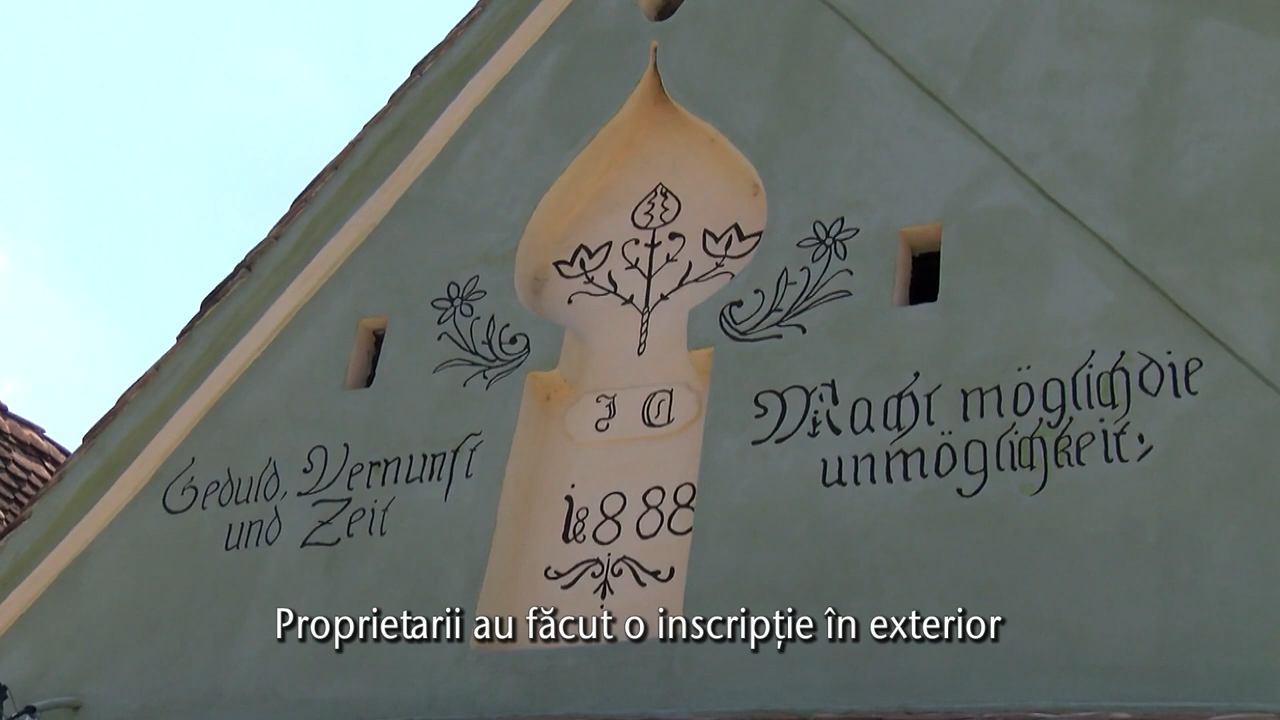 Geduld, Vernunft
und Zeit
J G
1888
Macht möglich die
unmöglichkeit;
Proprietarii au făcut o inscripție în exterior